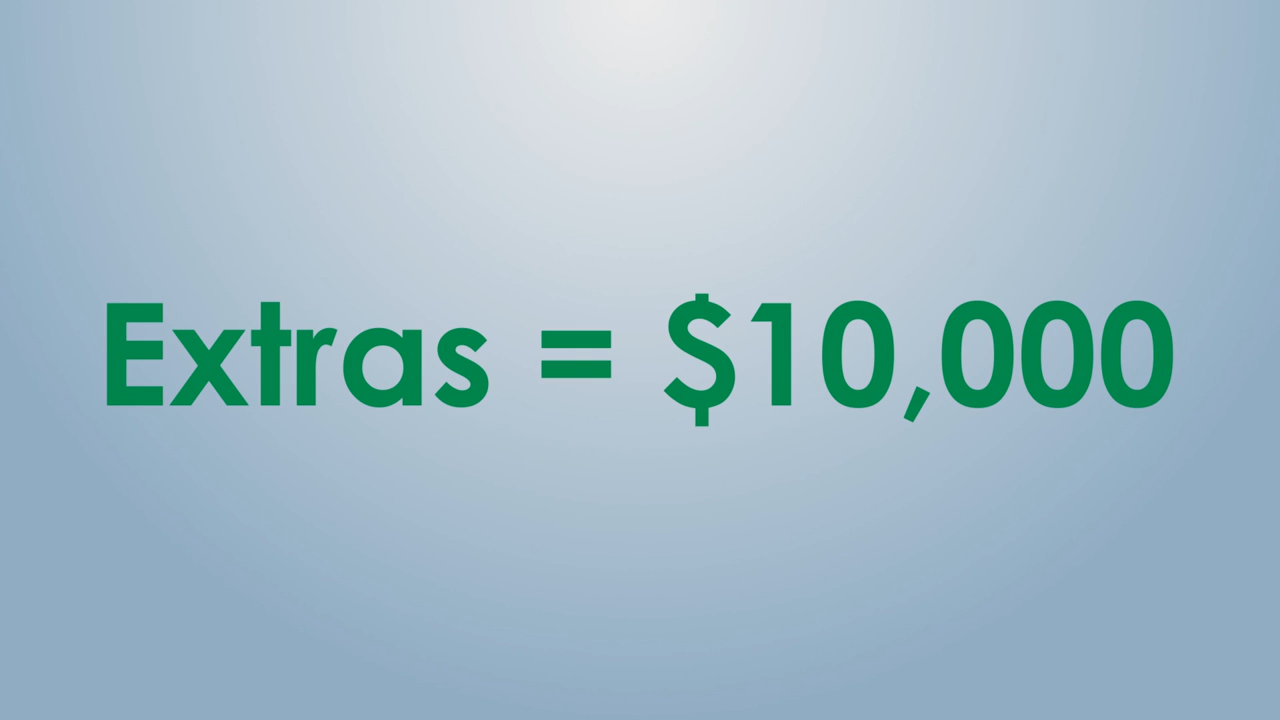 Extras = $10,000